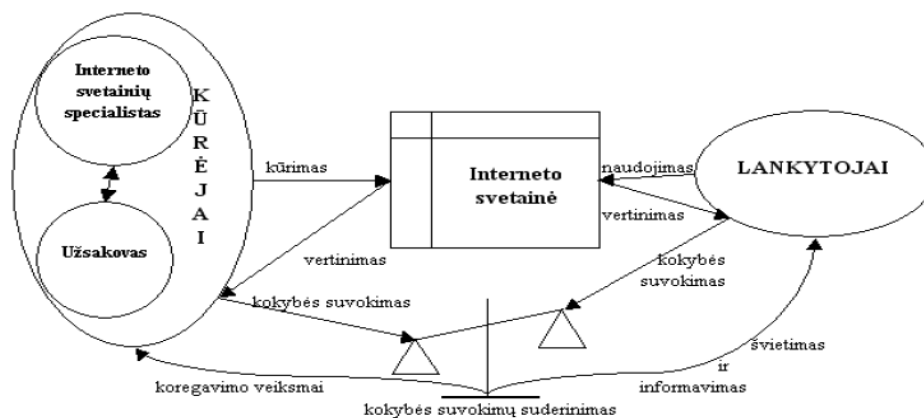 Interneto
svetainių
specialistas
KŪRĖJAI
Užsakovas
kūrimas
Interneto
svetainė
naudojimas
LANKYTOJAI
vertinimas
vertinimas
kokybės suvokimas
kokybės
suvokimas
koregavimo veiksmai
kokybės suvokimų suderinimas
švietimas
ir
informavimas